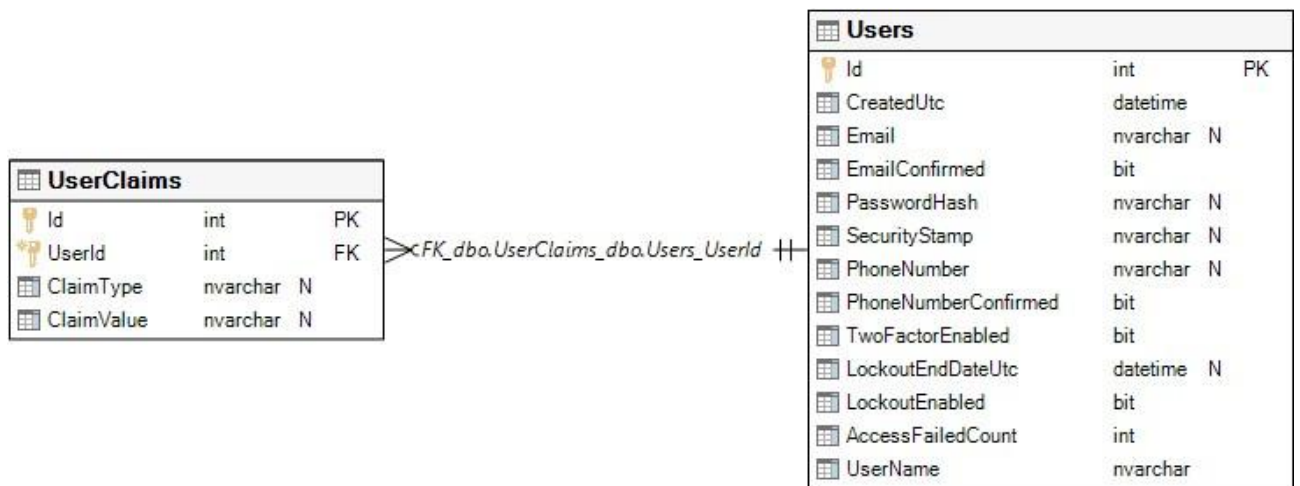 UserClaims
Id int PK
UserId int FK
ClaimType nvarchar N
ClaimValue nvarchar N
FK_dbo.UserClaims_dbo.Users_UserId
Users
Id int PK
CreatedUtc datetime
Email nvarchar N
EmailConfirmed bit
PasswordHash nvarchar N
SecurityStamp nvarchar N
PhoneNumber nvarchar N
PhoneNumberConfirmed bit
TwoFactorEnabled bit
LockoutEndDateUtc datetime N
LockoutEnabled bit
AccessFailedCount int
UserName nvarchar